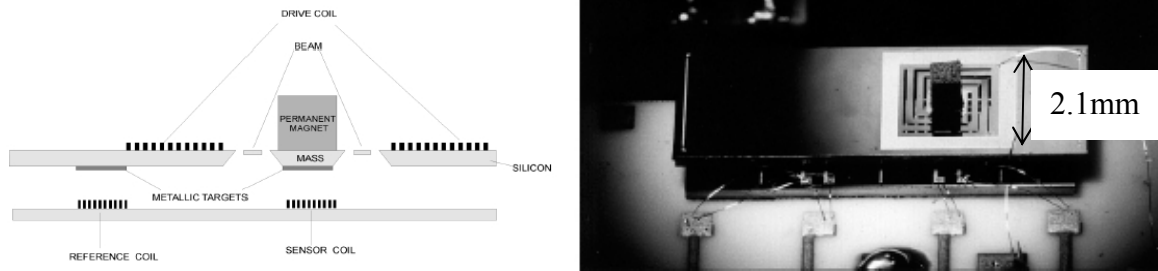 DRIVE COIL
BEAM
PERMANENT
MAGNET
MASS
SILICON
METALLIC TARGETS
REFERENCE COIL
SENSOR COIL
2.1mm